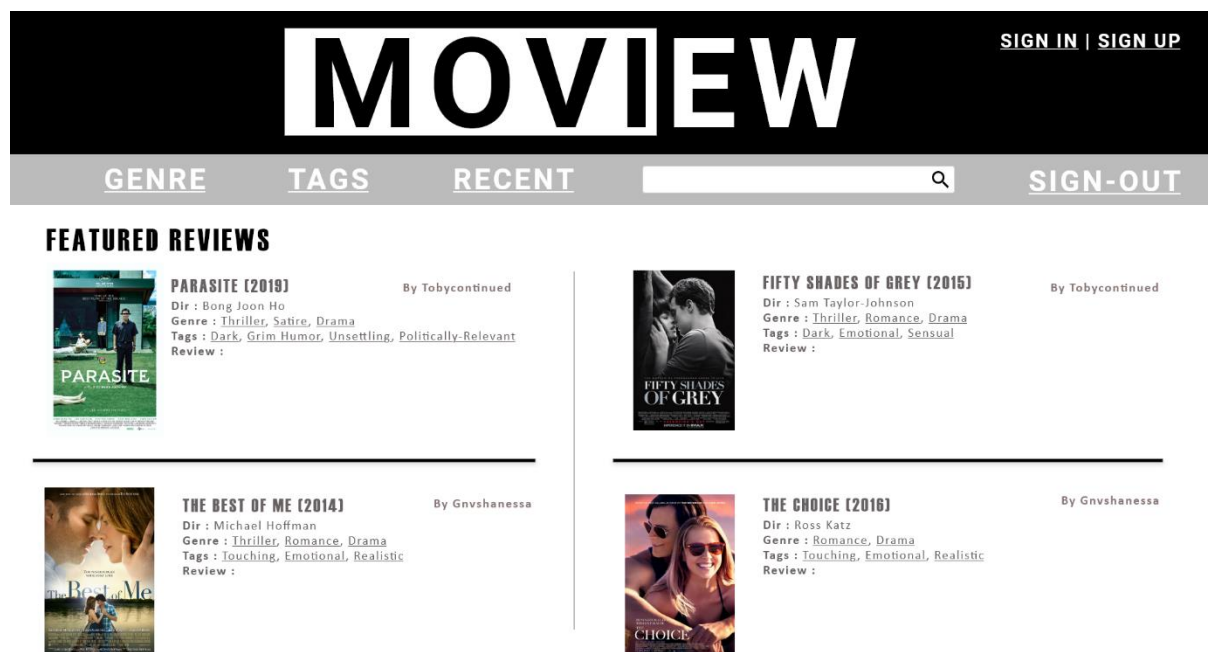 MOVIEW
SIGN IN | SIGN UP
GENRE TAGS RECENT SIGN-OUT
FEATURED REVIEWS
PARASITE
PARASITE (2019)
By Tobycontinued
Dir : Bong Joon Ho
Genre : Thriller, Satire, Drama
Tags : Dark, Grim Humor, Unsettling, Politically-Relevant
Review :
FIFTY SHADES
OF GREY
FIFTY SHADES OF GREY (2015)
By Tobycontinued
Dir : Sam Taylor-Johnson
Genre : Thriller, Romance, Drama
Tags : Dark, Emotional, Sensual
Review :
The Best of Me
THE BEST OF ME (2014)
By Gnvshanessa
Dir : Michael Hoffman
Genre : Thriller, Romance, Drama
Tags : Touching, Emotional, Realistic
Review :
THE
CHOICE
THE CHOICE (2016)
By Gnvshanessa
Dir : Ross Katz
Genre : Romance, Drama
Tags : Touching, Emotional, Realistic
Review :